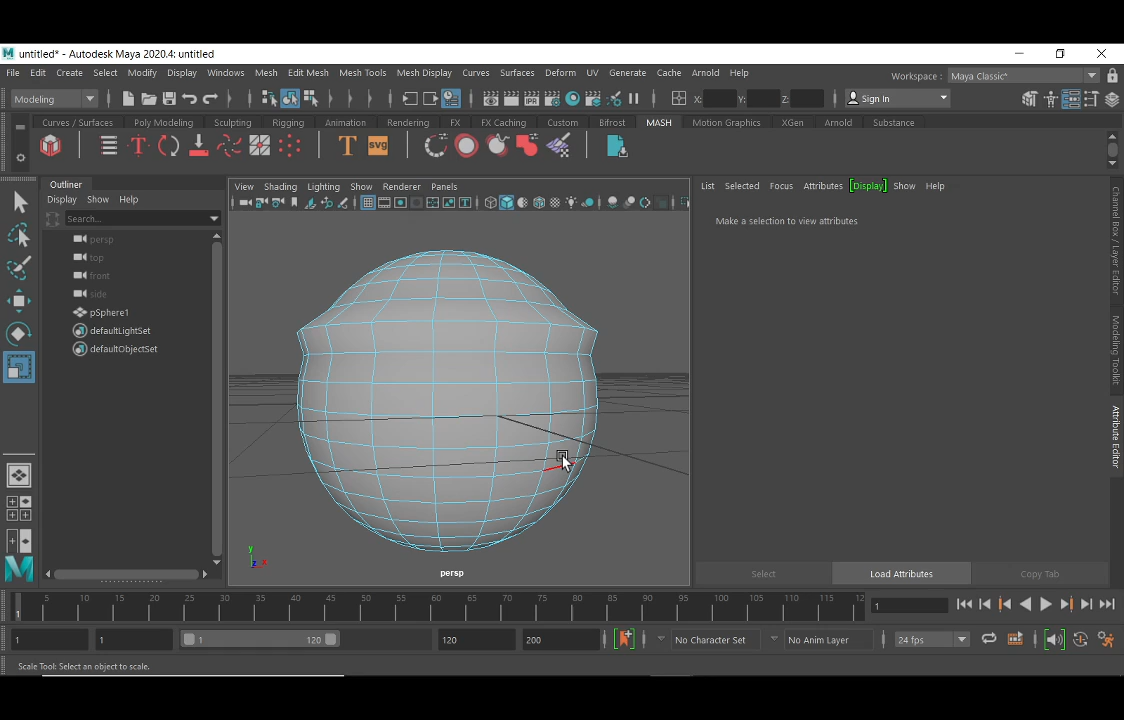 untitled* - Autodesk Maya 2020.4: untitled
File Edit Create Select Modify Display Windows Mesh Edit Mesh Mesh Tools Mesh Display Curves Surfaces Deform UV Generate Cache Arnold Help
Workspace : Maya Classic*
Modeling
X: Y: Z: Sign In
Curves / Surfaces Poly Modeling Sculpting Rigging Animation Rendering FX FX Caching Custom Bifrost MASH Motion Graphics XGen Arnold Substance
T T SVG
Outliner
Display Show Help
Search...
persp
top
front
side
pSphere1
defaultLightSet
defaultObjectSet
View Shading Lighting Show Renderer Panels
y
z x
persp
List Selected Focus Attributes Display Show Help
Make a selection to view attributes
Select Load Attributes Copy Tab
Channel Box / Layer Editor
Modeling Toolkit
Attribute Editor
5 10 15 20 25 30 35 40 45 50 55 60 65 70 75 80 85 90 95 100 105 110 115 12
1 1
1 1 1 120 120 200 No Character Set No Anim Layer 24 fps
Scale Tool: Select an object to scale.